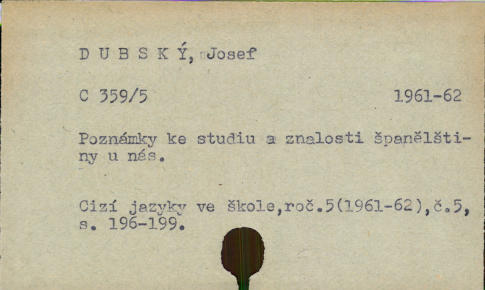 D U B S K Ý, Josef
C 359/5 1961-62
Poznámky ke studiu a znalosti španělšti-
ny u nás.
Cizí jazyky ve škole,roč.5(1961-62),č.5,
s. 196-199.